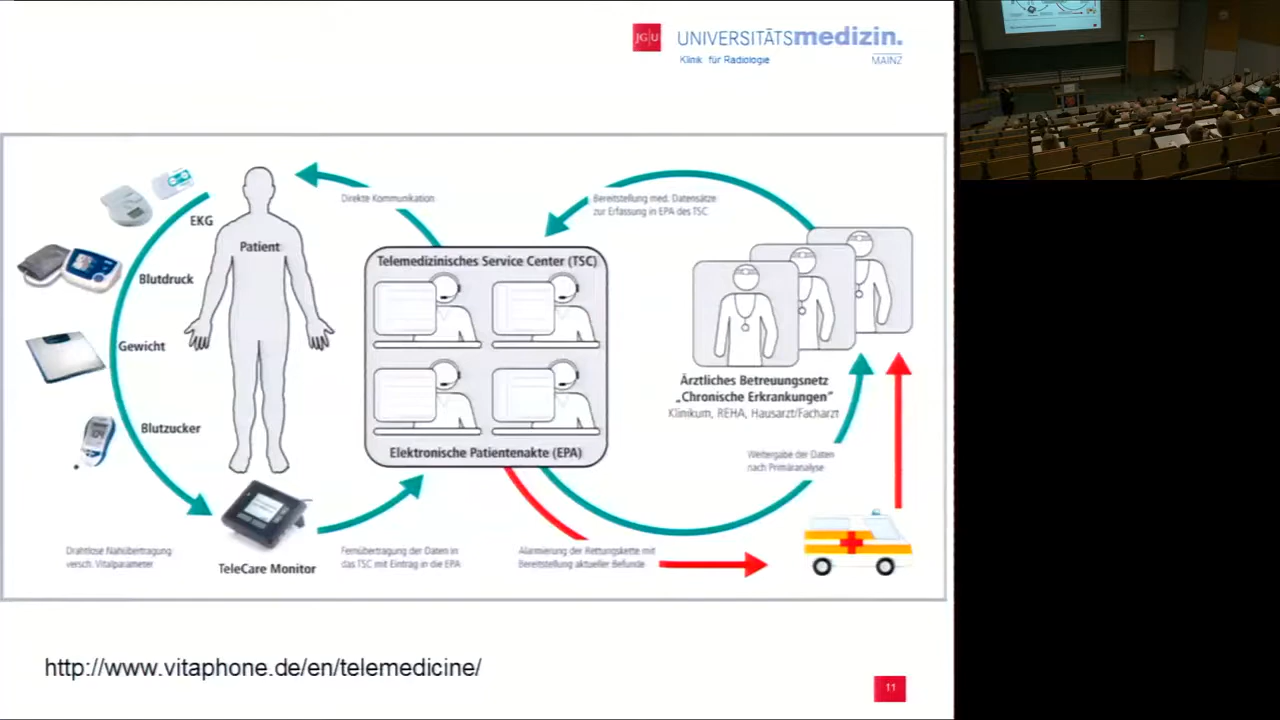 JG|U
UNIVERSITÄTSmedizin.
Klinik für Radiologie
MAINZ
EKG
Patient
Blutdruck
Gewicht
Blutzucker
Direkte Kommunikation
Bereitstellung med. Datensätze
zur Erfassung in EPA des TSC
Telemedizinisches Service Center (TSC)
Elektronische Patientenakte (EPA)
Ärztliches Betreuungsnetz
„Chronische Erkrankungen“
Klinikum, REHA, Hausarzt/Facharzt
Weitergabe der Daten
nach Primäranalyse
Drahtlose Nahübertragung
versch. Vitalparameter
TeleCare Monitor
Fernübertragung der Daten in
das TSC mit Eintrag in die EPA
Alarmierung der Rettungskette mit
Bereitstellung aktueller Befunde
http://www.vitaphone.de/en/telemedicine/
11